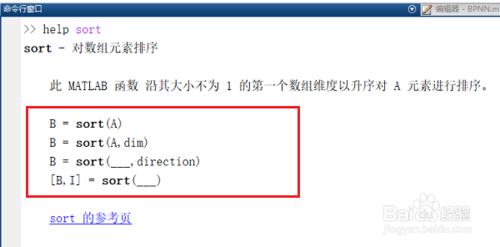 命令行窗口
编辑器 - BPNN.m
>> help sort
sort - 对数组元素排序
此 MATLAB 函数 沿其大小不为 1 的第一个数组维度以升序对 A 元素进行排序。
B = sort(A)
B = sort(A,dim)
B = sort(___,direction)
[B,I] = sort(___)
sort 的参考页
Baidu 经验
jingyan.baidu.com